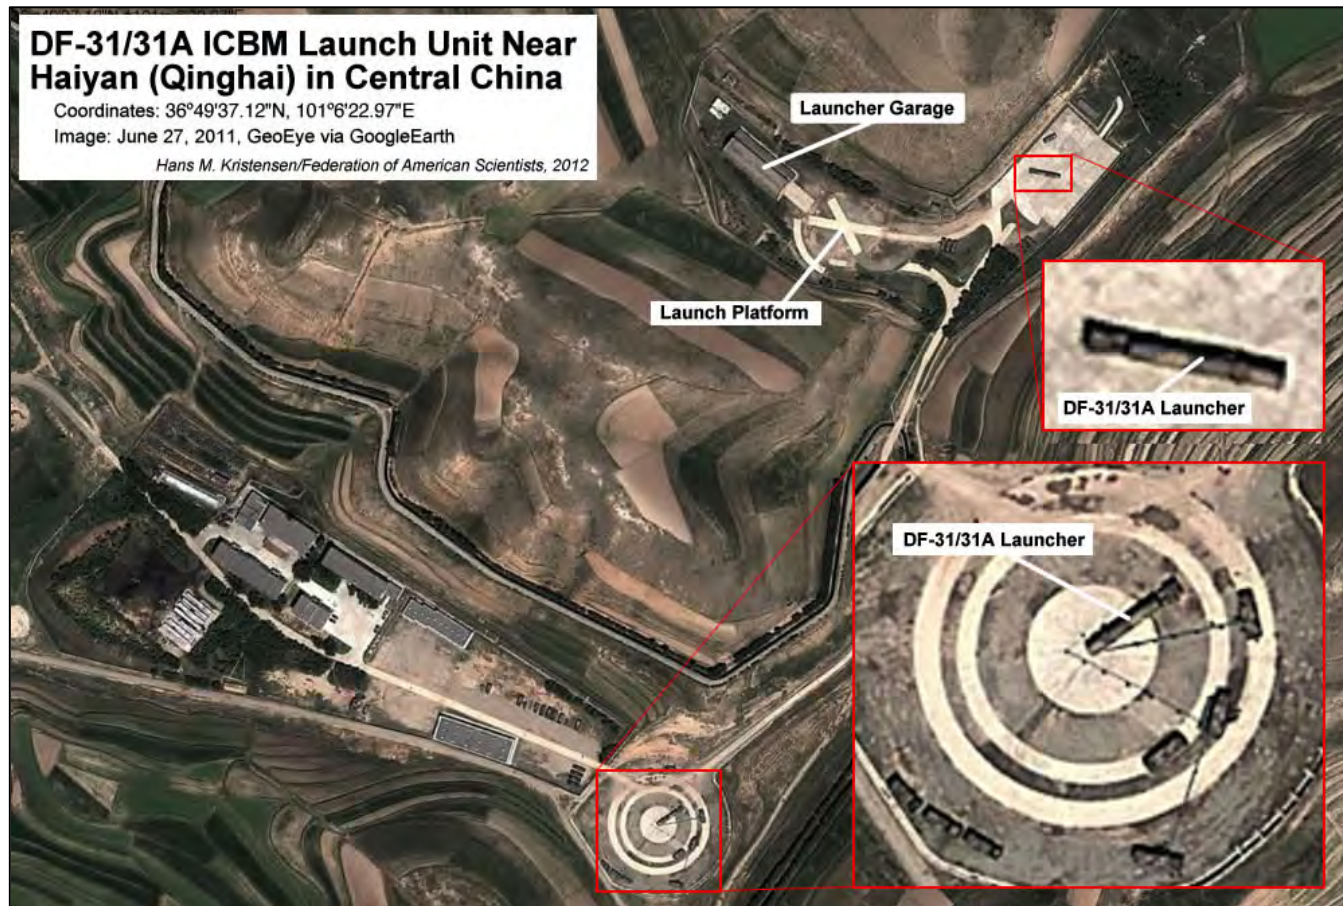 DF-31/31A ICBM Launch Unit Near
Haiyan (Qinghai) in Central China
Coordinates: 36º49'37.12"N, 101º6'22.97"E
Image: June 27, 2011, GeoEye via GoogleEarth
Hans M. Kristensen/Federation of American Scientists, 2012
Launcher Garage
Launch Platform
DF-31/31A Launcher
DF-31/31A Launcher